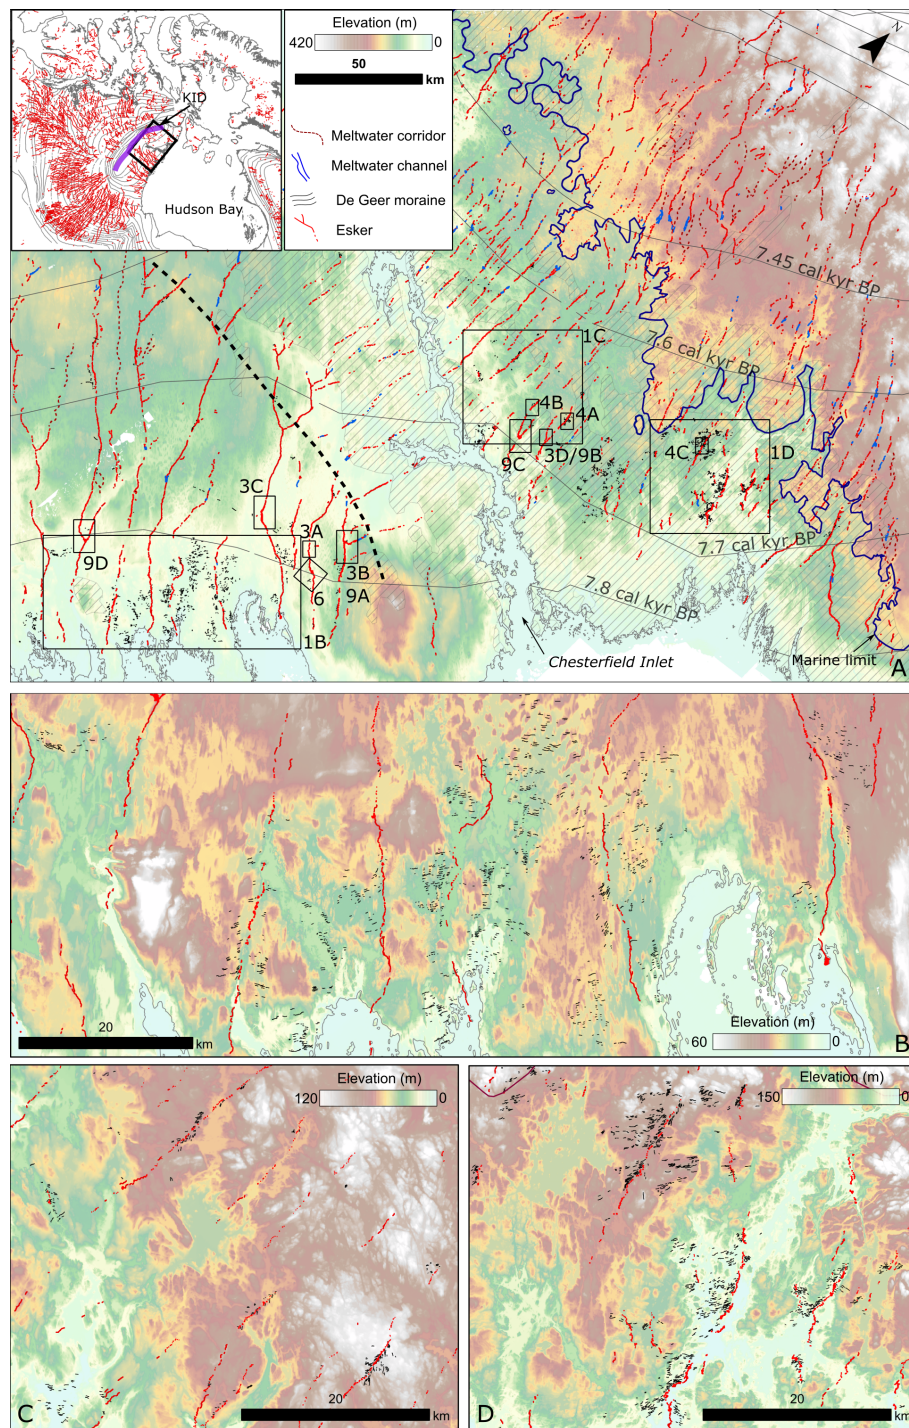 KID
Hudson Bay
Elevation (m)
420 0
50
km
Meltwater corridor
Meltwater channel
De Geer moraine
Esker
N
7.45 cal kyr BP
7.6 cal kyr BP
1C
4B
4A
9C
3D/9B
4C
1D
3C
3A
9D
3B
9A
6
1B
7.7 cal kyr BP
7.8 cal kyr BP
Chesterfield Inlet
Marine limit
A
20
km
Elevation (m)
60 0
B
Elevation (m)
120 0
20
km
C
Elevation (m)
150 0
20
km
D